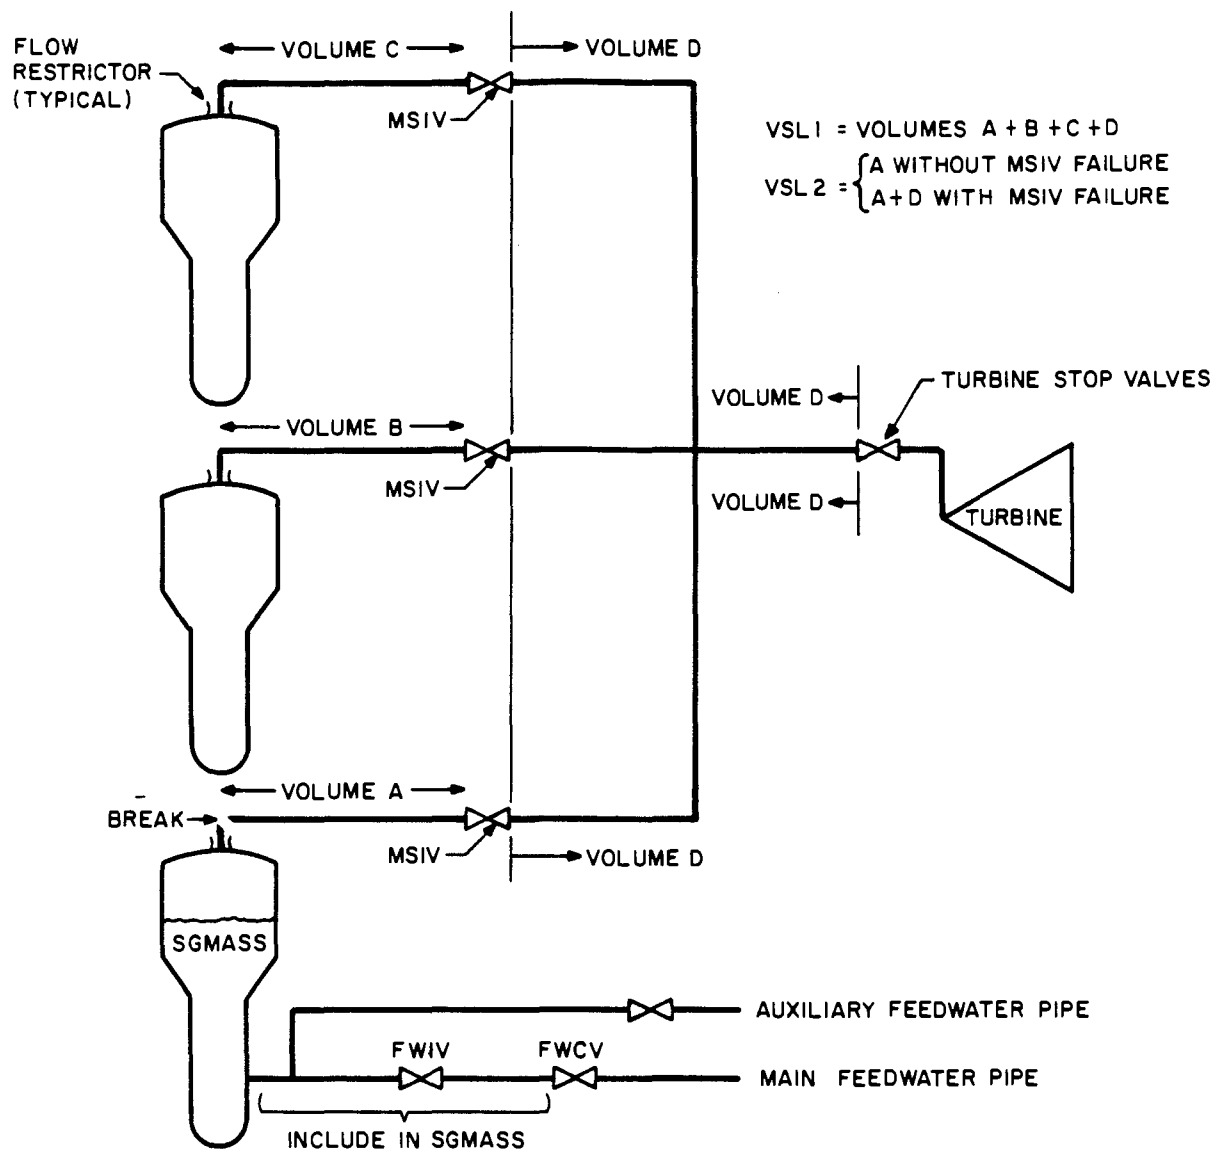 FLOW
RESTRICTOR
(TYPICAL)
VOLUME C
VOLUME D
MSIV
VSL1 = VOLUMES A+B+C+D
VSL2 = { A WITHOUT MSIV FAILURE
A+D WITH MSIV FAILURE
VOLUME D
TURBINE STOP VALVES
VOLUME B
MSIV
VOLUME D
TURBINE
VOLUME A
BREAK
MSIV
VOLUME D
SGMASS
AUXILIARY FEEDWATER PIPE
FWIV
FWCV
MAIN FEEDWATER PIPE
INCLUDE IN SGMASS